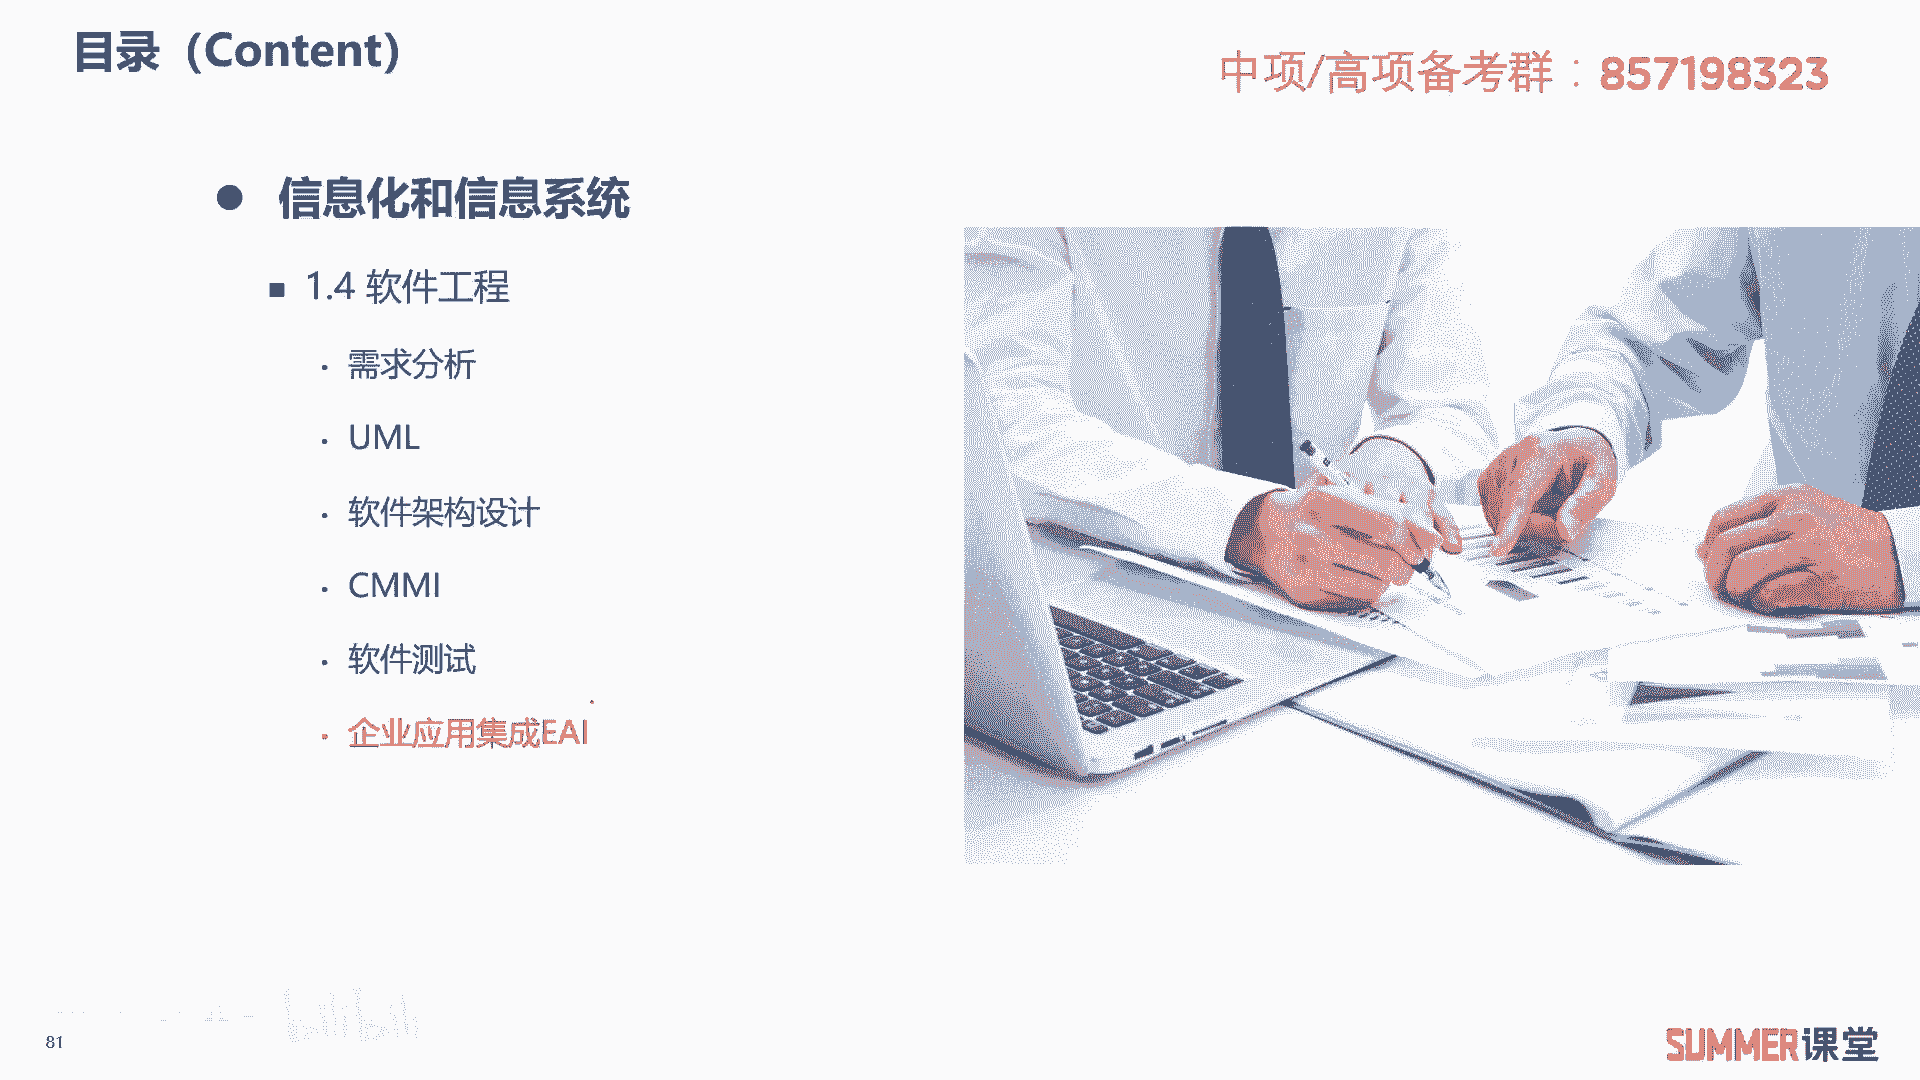 目录（Content）
中项/高项备考群：857198323
信息化和信息系统
1.4 软件工程
需求分析
UML
软件架构设计
CMMI
软件测试
企业应用集成EAI
bilibili
81
SUMMER课堂